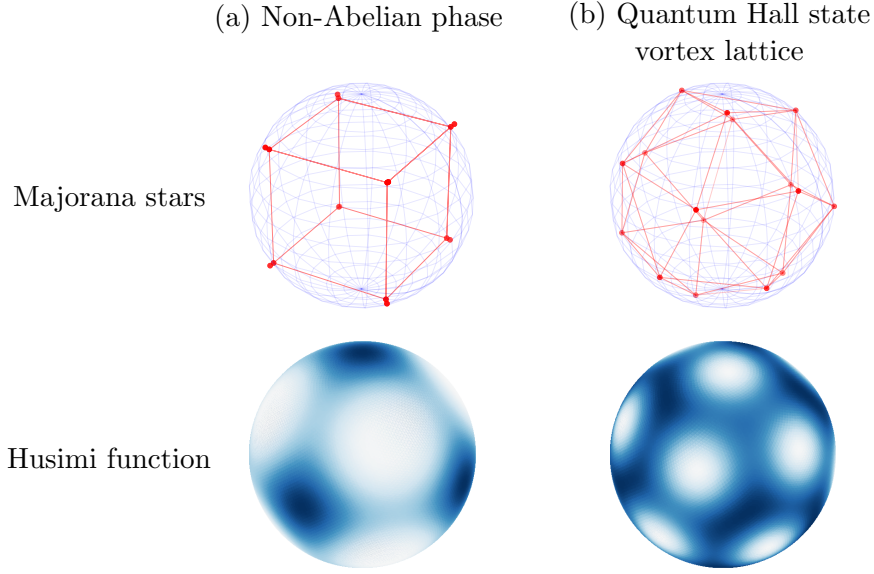 (a) Non-Abelian phase
(b) Quantum Hall state
vortex lattice
Majorana stars
Husimi function